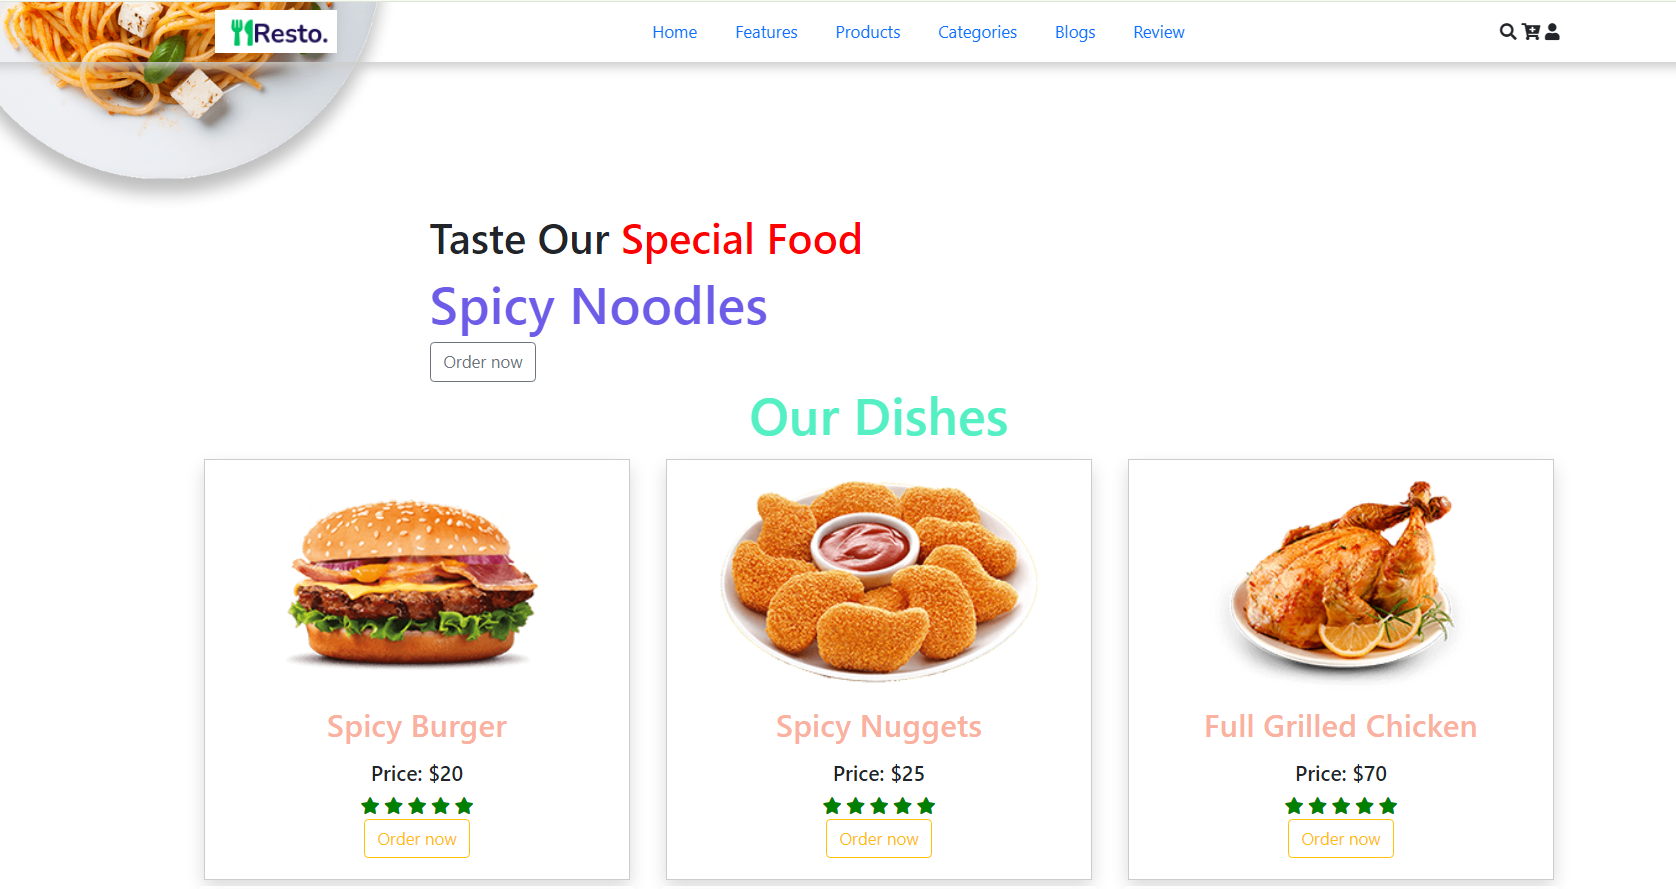 Resto.
Home Features Products Categories Blogs Review
Taste Our Special Food
Spicy Noodles
Order now
Our Dishes
Spicy Burger
Price: $20
Order now
Spicy Nuggets
Price: $25
Order now
Full Grilled Chicken
Price: $70
Order now